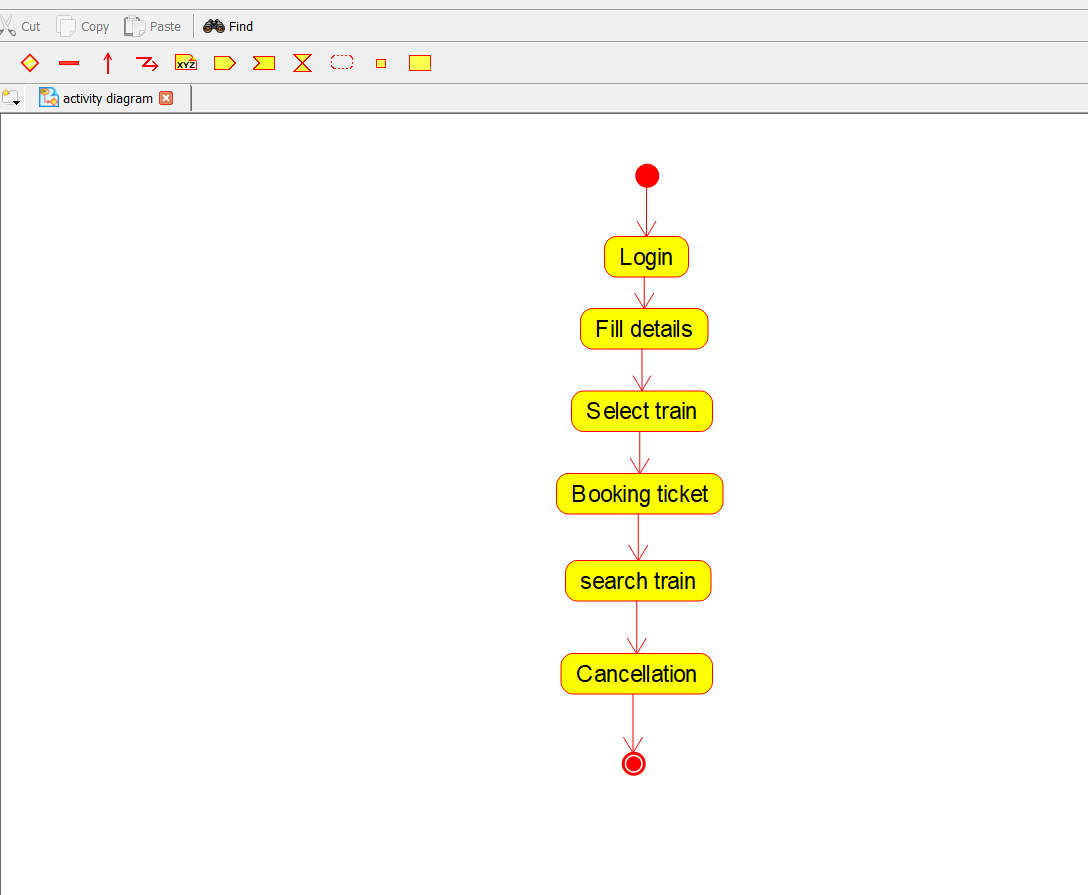 Cut Copy Paste Find
XYZ
activity diagram
Login
Fill details
Select train
Booking ticket
search train
Cancellation